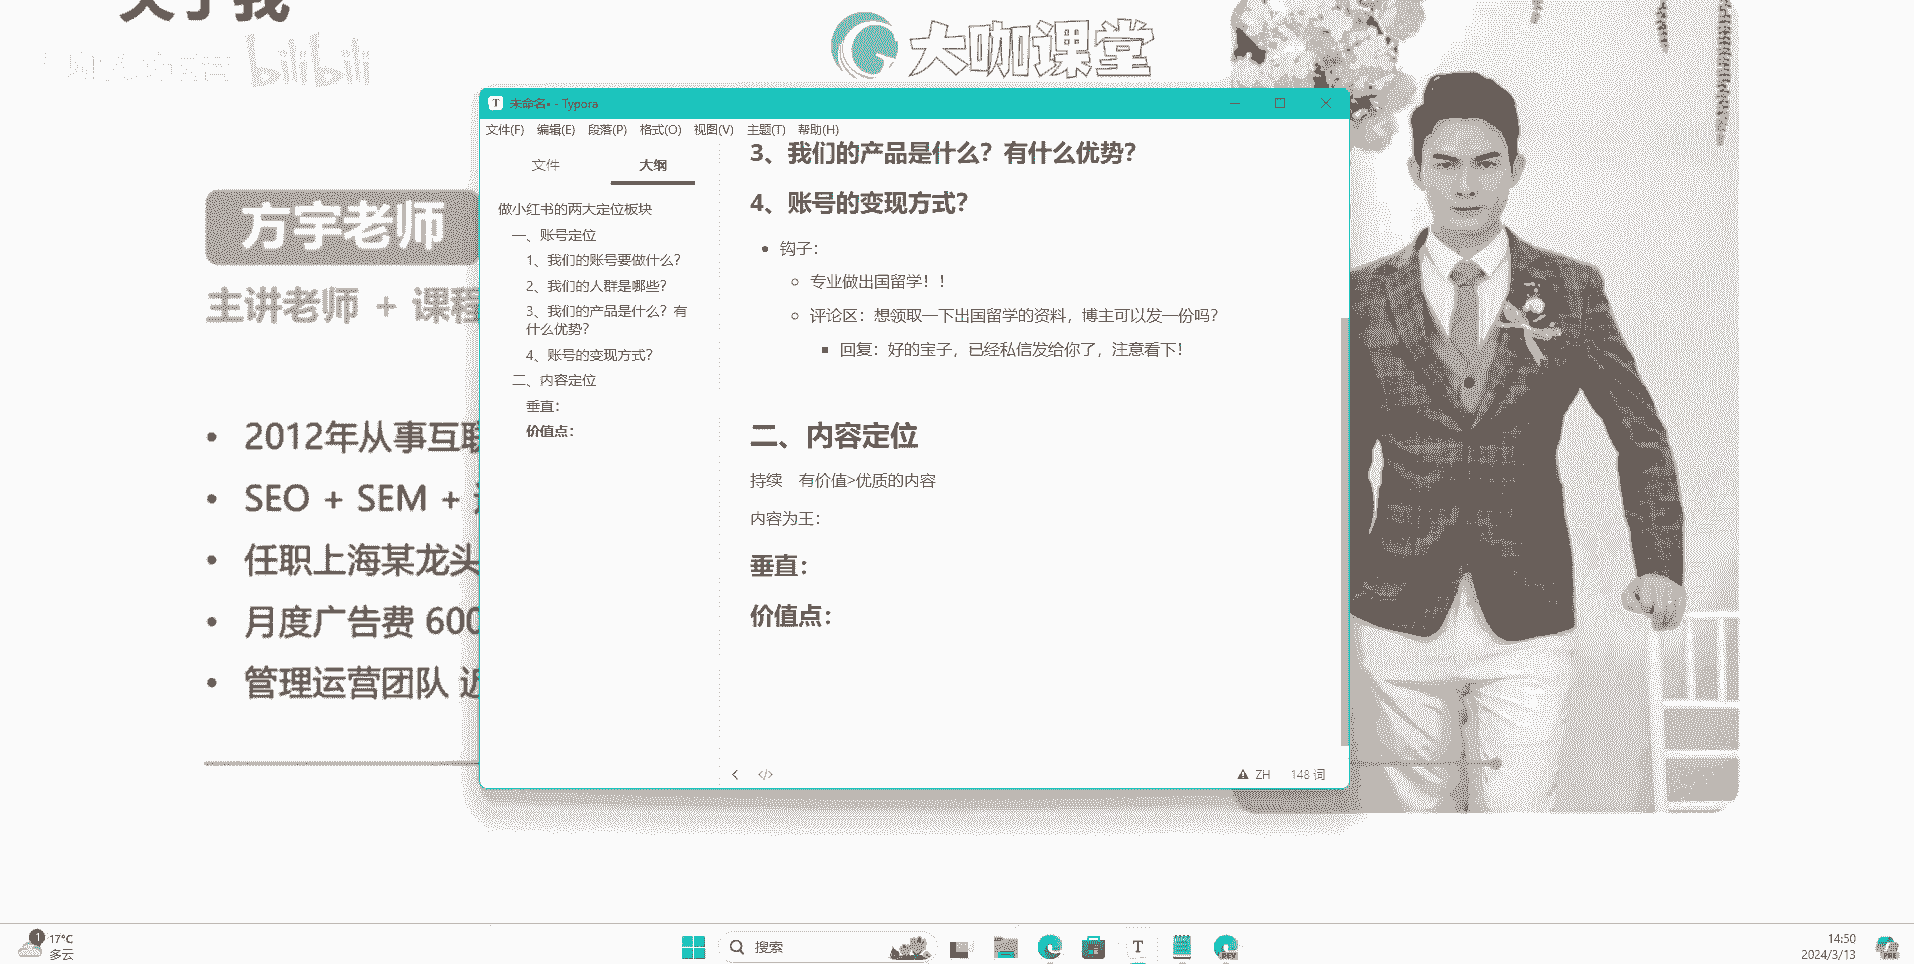 关于我
bilibili
大咖课堂
方宇老师
主讲老师 + 课程
2012年从事互联
SEO + SEM +
任职上海某龙头
月度广告费 600
管理运营团队 近
未命名• - Typora
文件(F) 编辑(E) 段落(P) 格式(O) 视图(V) 主题(T) 帮助(H)
文件 大纲
做小红书的两大定位板块
一、账号定位
1、我们的账号要做什么？
2、我们的人群是哪些？
3、我们的产品是什么？有
什么优势？
4、账号的变现方式？
二、内容定位
垂直：
价值点：
3、我们的产品是什么？有什么优势？
4、账号的变现方式？
钩子：
专业做出国留学！！
评论区：想领取一下出国留学的资料，博主可以发一份吗？
回复：好的宝子，已经私信发给你了，注意看下！
二、内容定位
持续 有价值>优质的内容
内容为王：
垂直：
价值点：
</> ZH 148 词
1 17°C
多云
搜索
T
DEV
14:50
2024/3/13
PRE